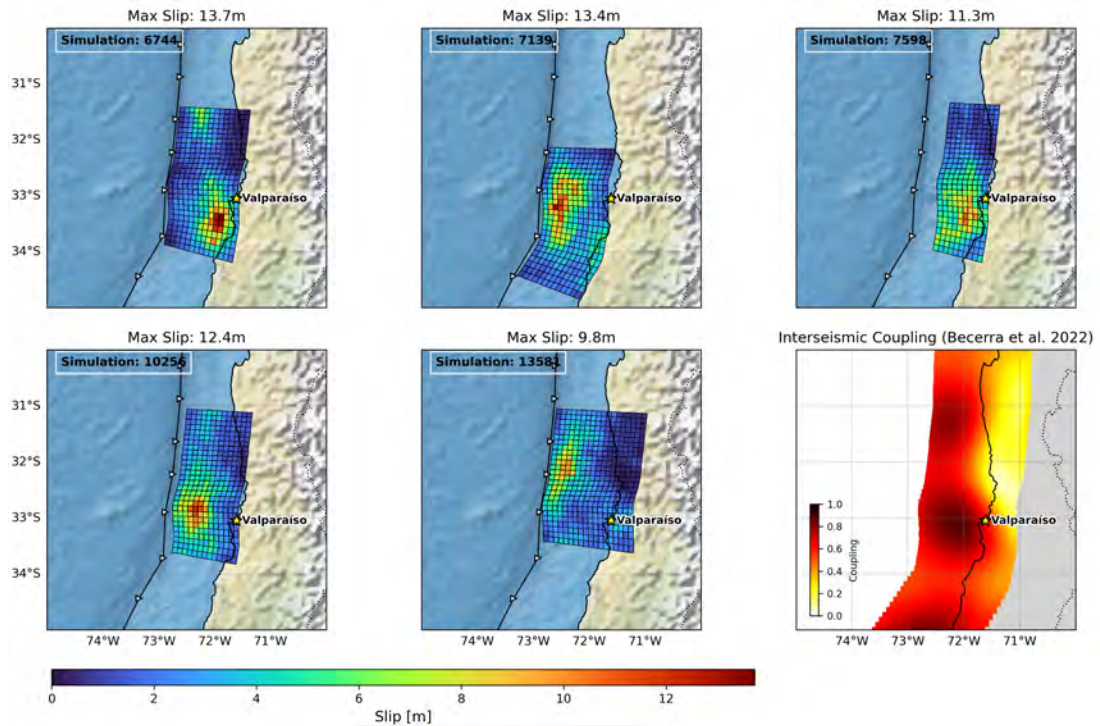 Max Slip: 13.7m
Max Slip: 13.4m
Max Slip: 11.3m
Simulation: 6744
Simulation: 7139
Simulation: 7598
31°S
32°S
33°S
34°S
Valparaíso
Valparaíso
Valparaíso
Max Slip: 12.4m
Max Slip: 9.8m
Interseismic Coupling (Becerra et al. 2022)
Simulation: 10256
Simulation: 13581
31°S
32°S
33°S
34°S
Valparaíso
Valparaíso
Valparaíso
1.0
0.8
0.6
0.4
0.2
0.0
Coupling
74°W 73°W 72°W 71°W
74°W 73°W 72°W 71°W
74°W 73°W 72°W 71°W
0 2 4 6 8 10 12
Slip [m]